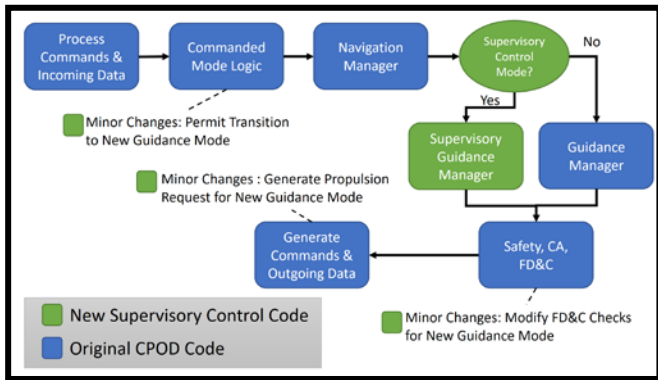 Process
Commands &
Incoming Data
Commanded
Mode Logic
Navigation
Manager
Supervisory
Control
Mode?
No
Yes
Minor Changes: Permit Transition
to New Guidance Mode
Supervisory
Guidance
Manager
Guidance
Manager
Minor Changes : Generate Propulsion
Request for New Guidance Mode
Generate
Commands &
Outgoing Data
Safety, CA,
FD&C
Minor Changes: Modify FD&C Checks
for New Guidance Mode
New Supervisory Control Code
Original CPOD Code